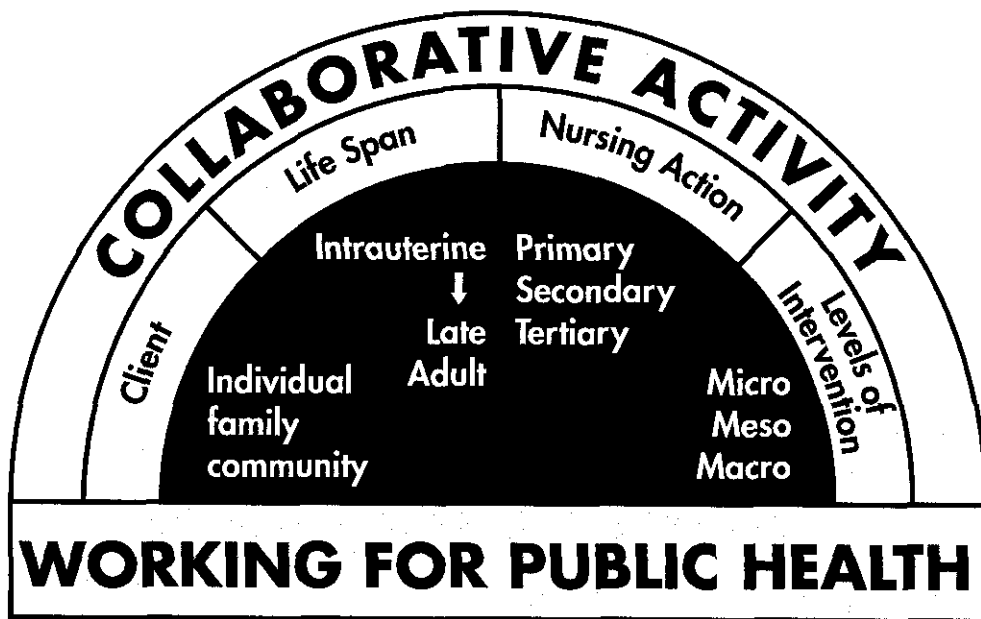 COLLABORATIVE ACTIVITY
Client
Life Span
Nursing Action
Levels of
Intervention
Individual
family
community
Intrauterine
↓
Late
Adult
Primary
Secondary
Tertiary
Micro
Meso
Macro
WORKING FOR PUBLIC HEALTH